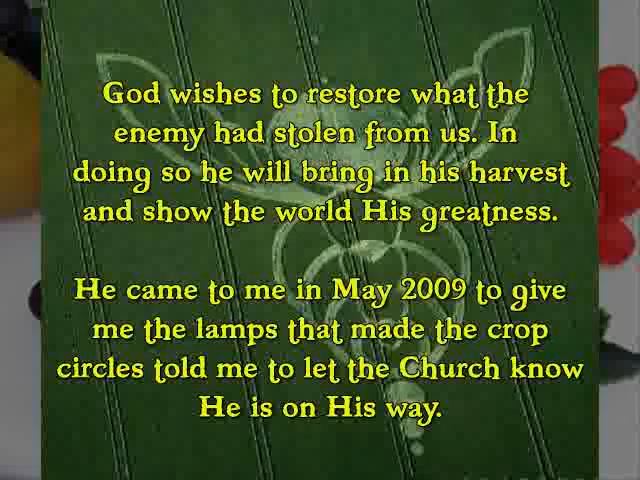 God wishes to restore what the
enemy had stolen from us. In
doing so he will bring in his harvest
and show the world His greatness.
He came to me in May 2009 to give
me the lamps that made the crop
circles told me to let the Church know
He is on His way.